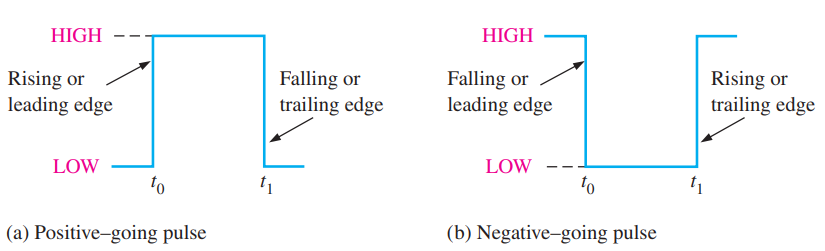 HIGH
Rising or
leading edge
Falling or
trailing edge
LOW
t0
t1
(a) Positive–going pulse
HIGH
Falling or
leading edge
Rising or
trailing edge
LOW
t0
t1
(b) Negative–going pulse